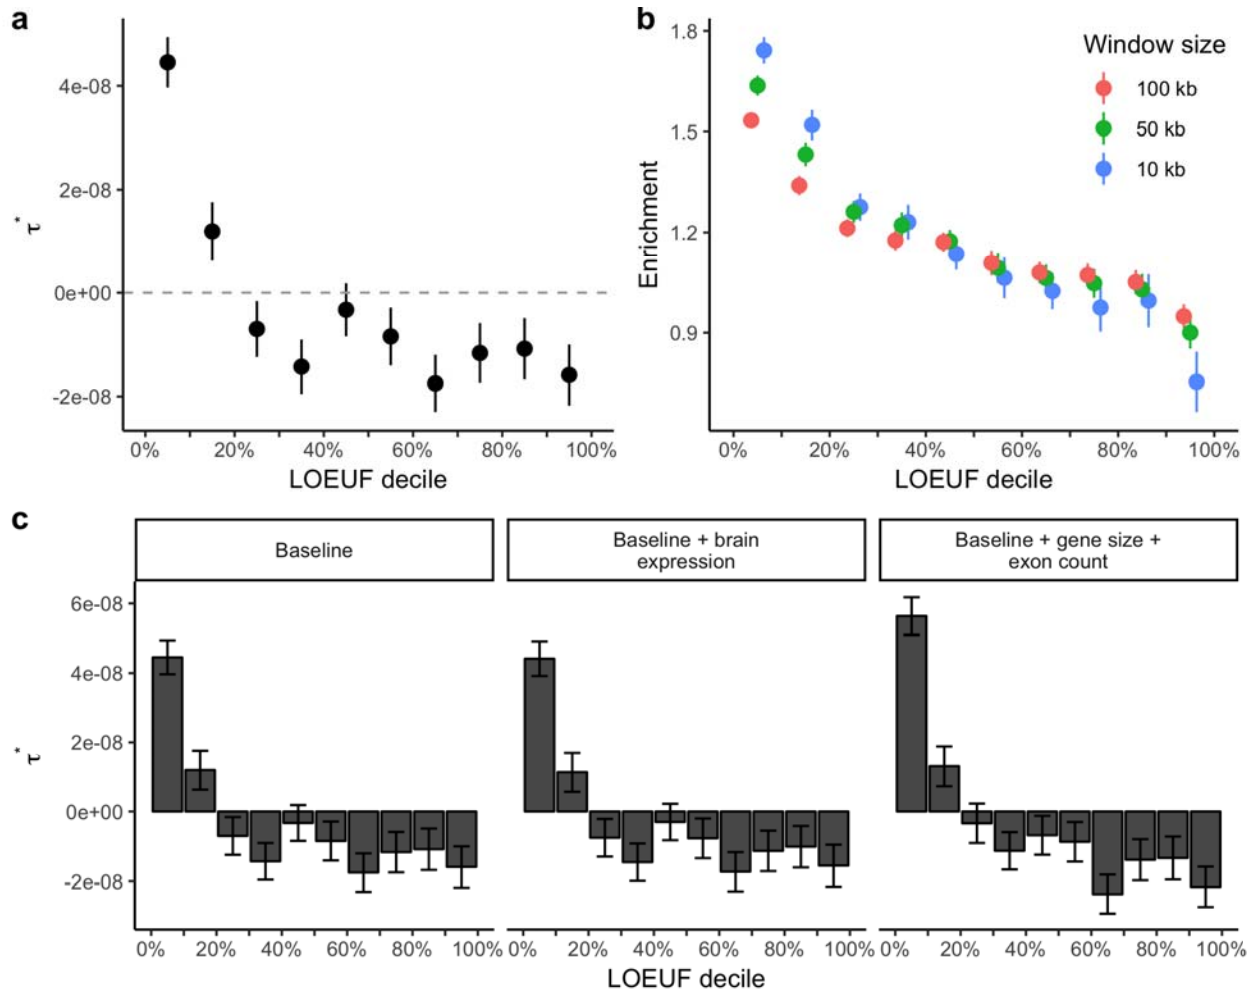 a
4e-08
2e-08
0e+00
-2e-08
τ*
0% 20% 40% 60% 80% 100%
LOEUF decile
b
1.8
1.5
1.2
0.9
Enrichment
Window size
100 kb
50 kb
10 kb
0% 20% 40% 60% 80% 100%
LOEUF decile
c
Baseline
Baseline + brain
expression
Baseline + gene size +
exon count
6e-08
4e-08
2e-08
0e+00
-2e-08
τ*
0% 20% 40% 60% 80% 100%
0% 20% 40% 60% 80% 100%
0% 20% 40% 60% 80% 100%
LOEUF decile